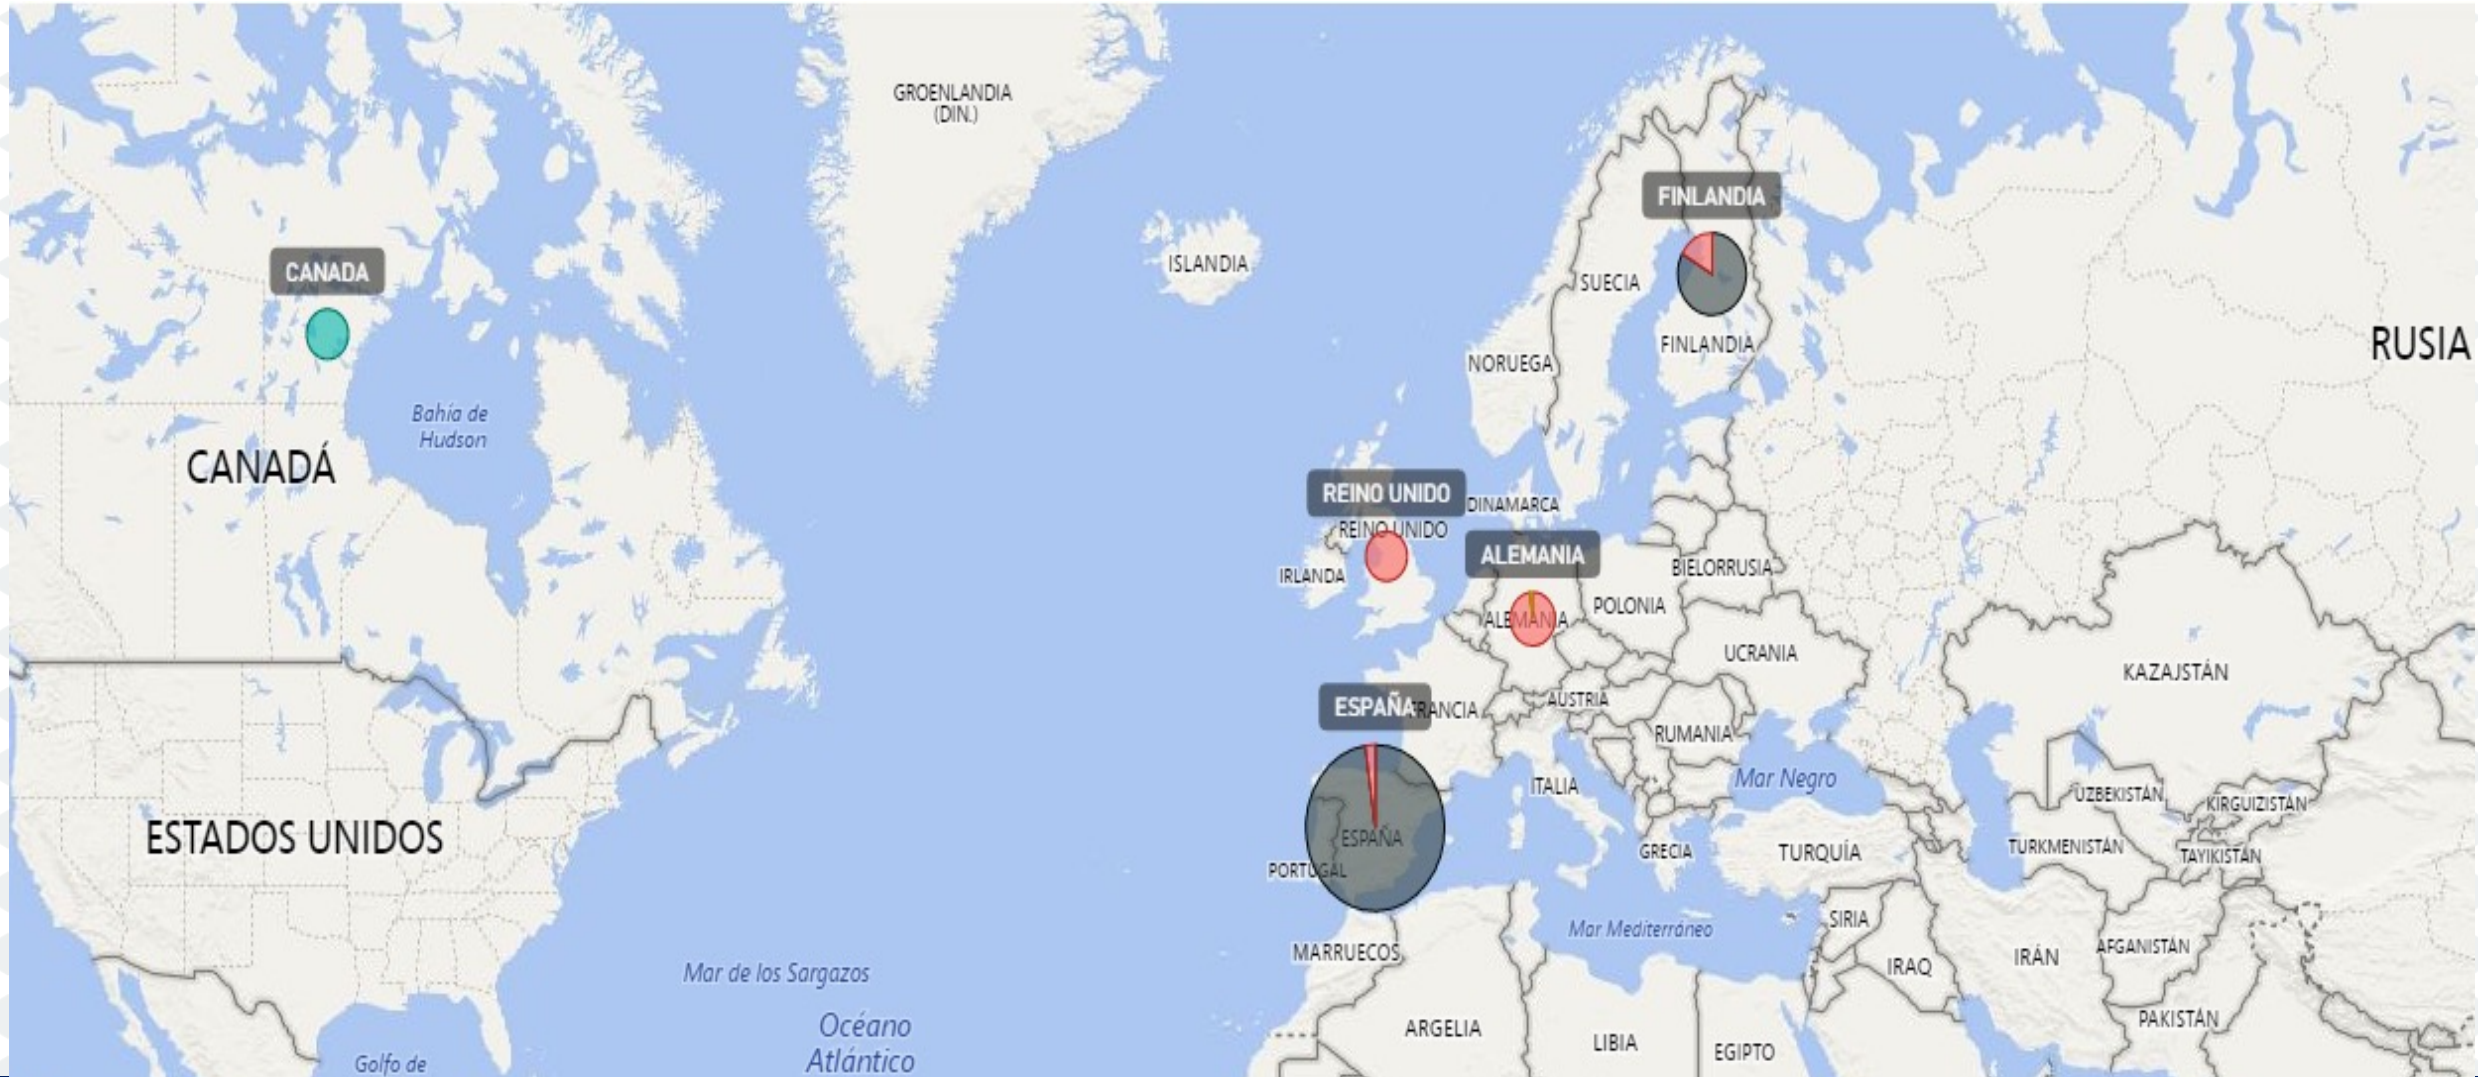 GROENLANDIA
(DIN.)
FINLANDIA
CANADA
ISLANDIA
SUECIA
FINLANDIA
RUSIA
NORUEGA
Bahía de
Hudson
CANADÁ
REINO UNIDO
DINAMARCA
REINO UNIDO
ALEMANIA
IRLANDA
BIELORRUSIA
POLONIA
ALEMANIA
UCRANIA
KAZAJSTÁN
ESPAÑA
FRANCIA
AUSTRIA
RUMANIA
Mar Negro
ITALIA
UZBEKISTÁN
KIRGUIZISTÁN
ESTADOS UNIDOS
ESPAÑA
GRECIA
TURQUÍA
TURKMENISTÁN
TAYIKISTÁN
PORTUGAL
SIRIA
Mar Mediterráneo
MARRUECOS
AFGANISTÁN
IRÁN
IRAQ
Mar de los Sargazos
PAKISTÁN
Océano
Atlántico
ARGELIA
LIBIA
EGIPTO
Golfo de